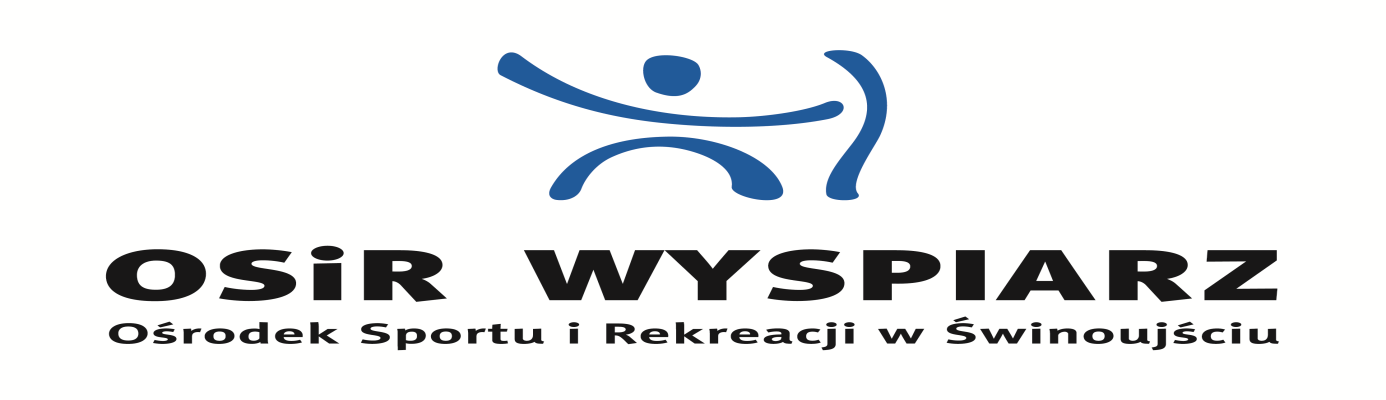 OSiR WYSPIARZ
Ośrodek Sportu i Rekreacji w Świnoujściu